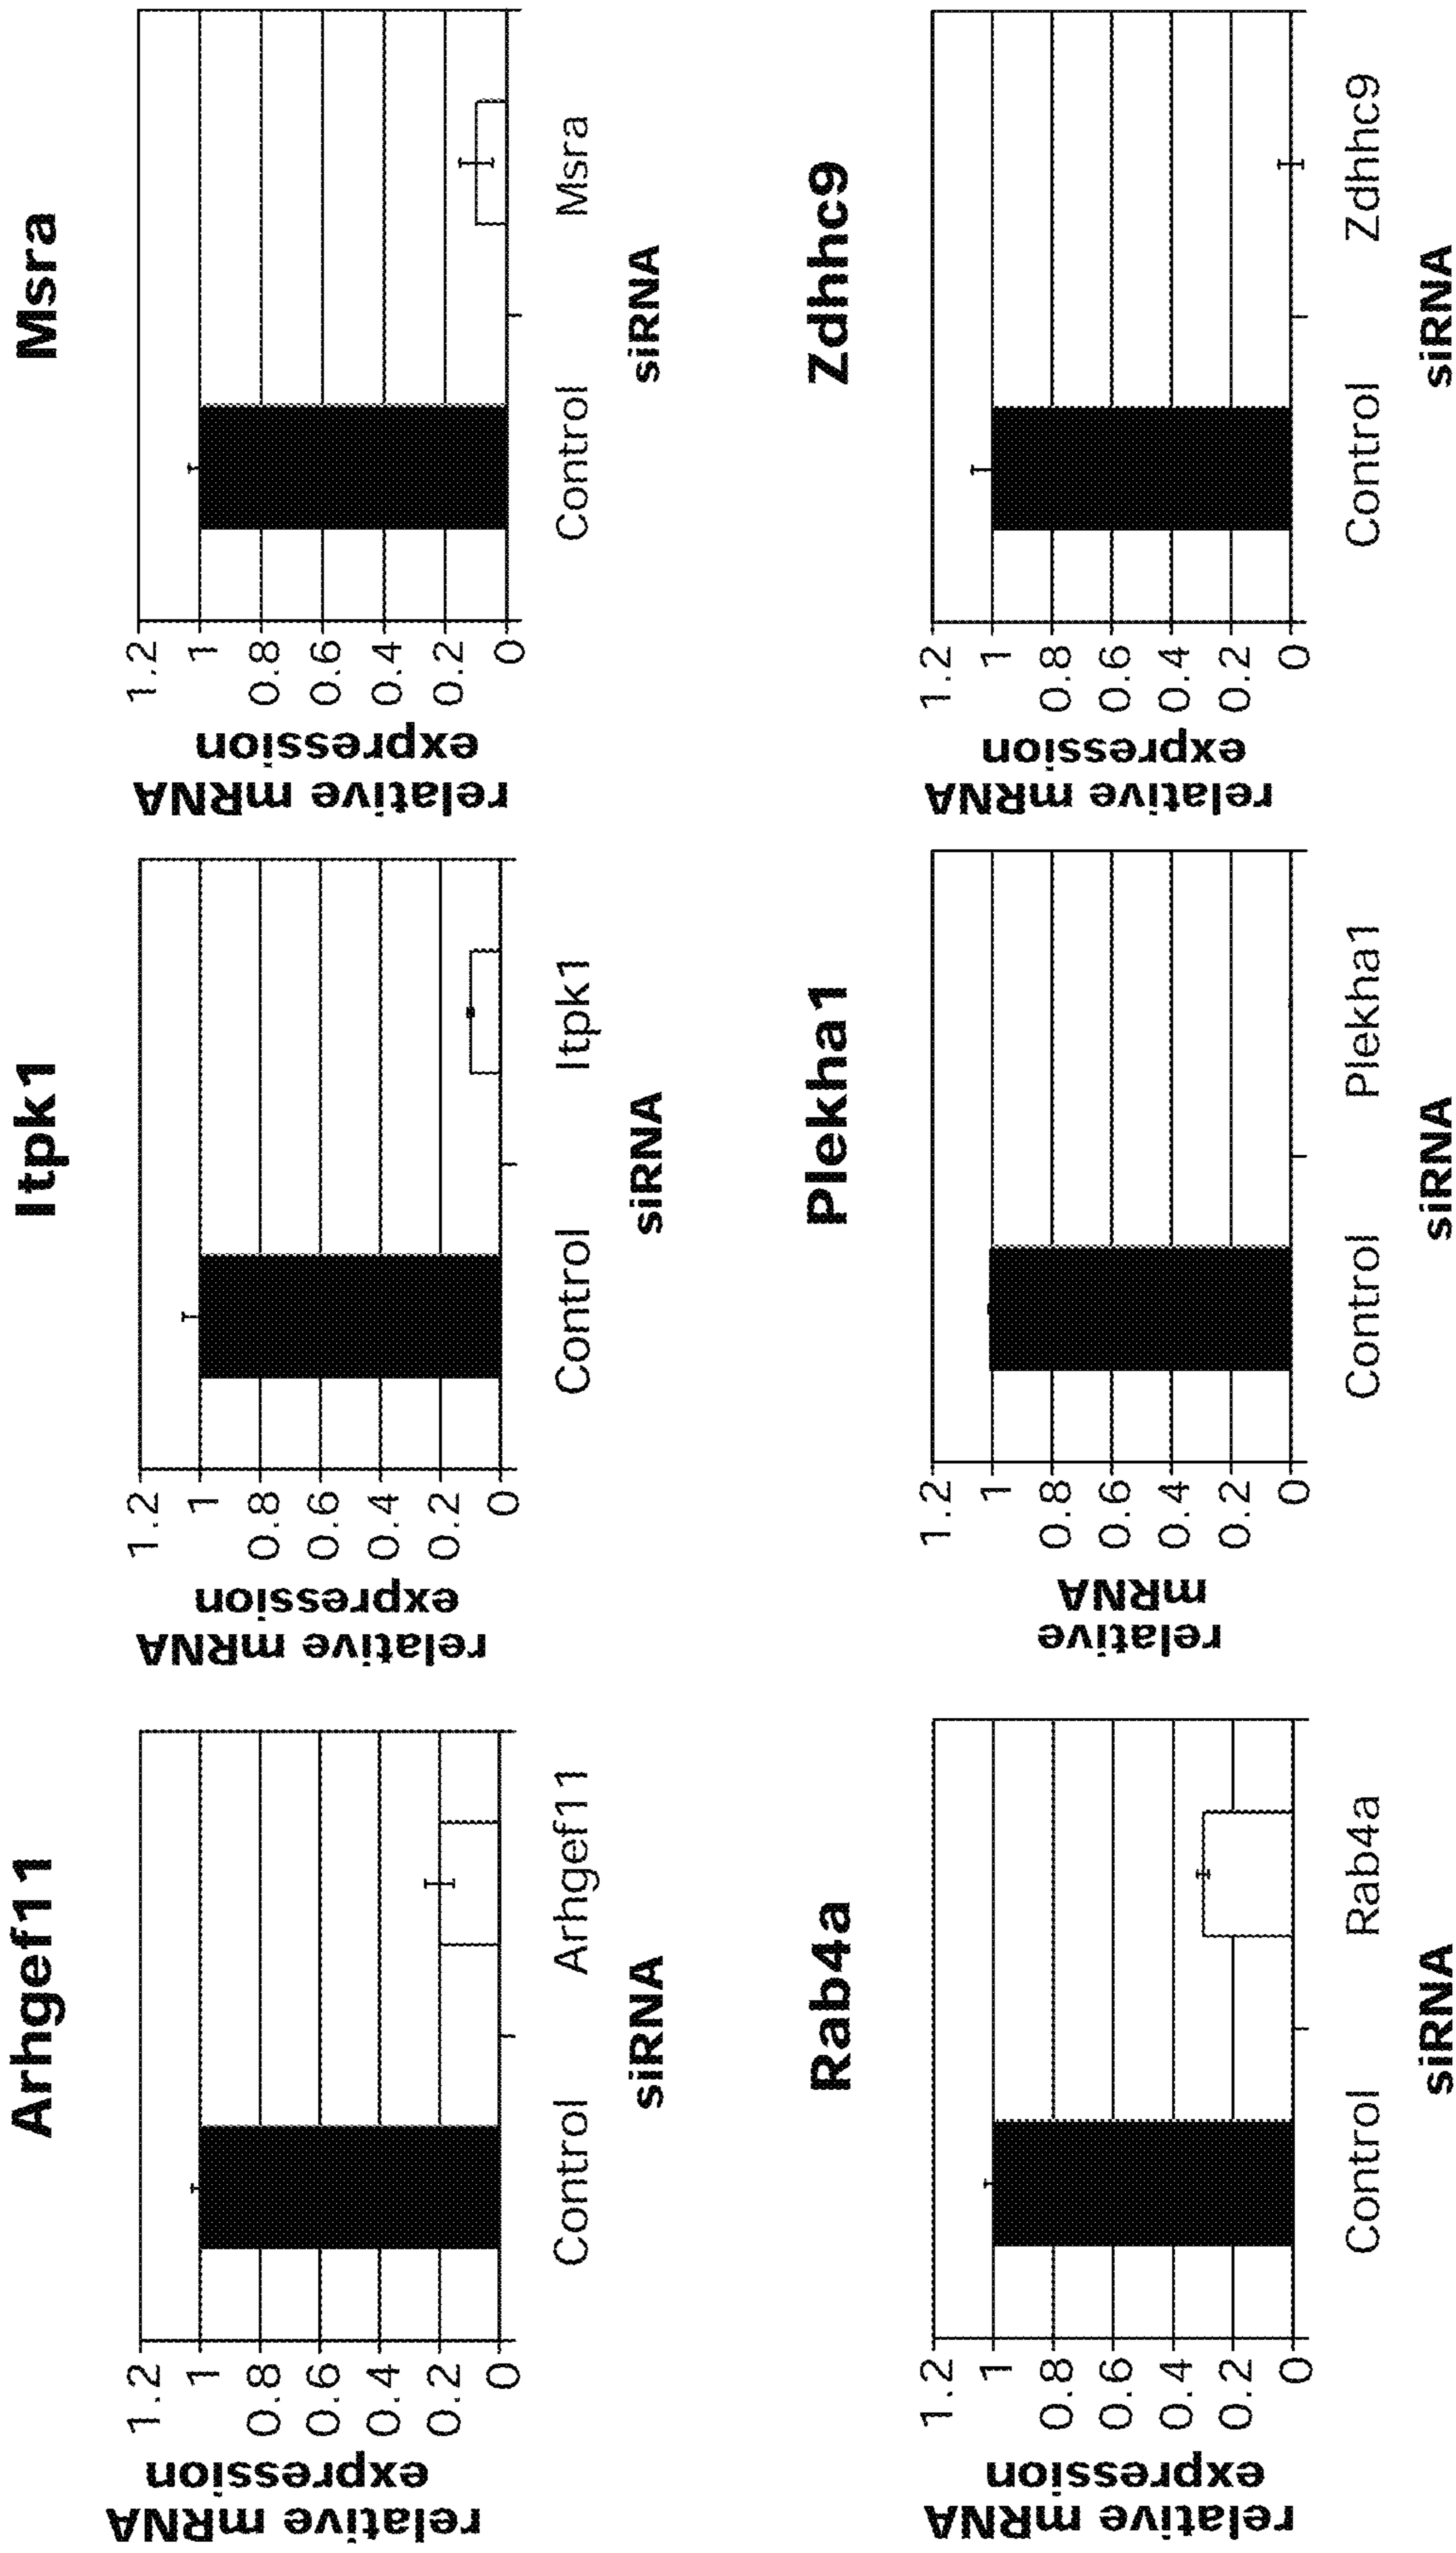 Arhgef11
relative mRNA
expression
1.2
1
0.8
0.6
0.4
0.2
0
Control
Arhgef11
siRNA
Itpk1
relative mRNA
expression
1.2
1
0.8
0.6
0.4
0.2
0
Control
Itpk1
siRNA
Msra
relative mRNA
expression
1.2
1
0.8
0.6
0.4
0.2
0
Control
Msra
siRNA
Rab4a
relative mRNA
expression
1.2
1
0.8
0.6
0.4
0.2
0
Control
Rab4a
siRNA
Plekha1
relative
mRNA
1.2
1
0.8
0.6
0.4
0.2
0
Control
Plekha1
siRNA
Zdhhc9
relative mRNA
expression
1.2
1
0.8
0.6
0.4
0.2
0
Control
Zdhhc9
siRNA